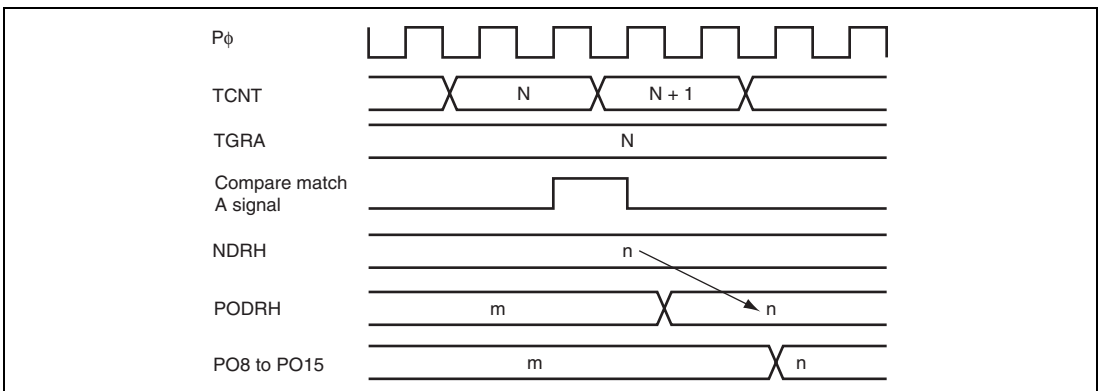 Pφ
TCNT N N + 1
TGRA N
Compare match
A signal
NDRH n
PODRH m n
PO8 to PO15 m n